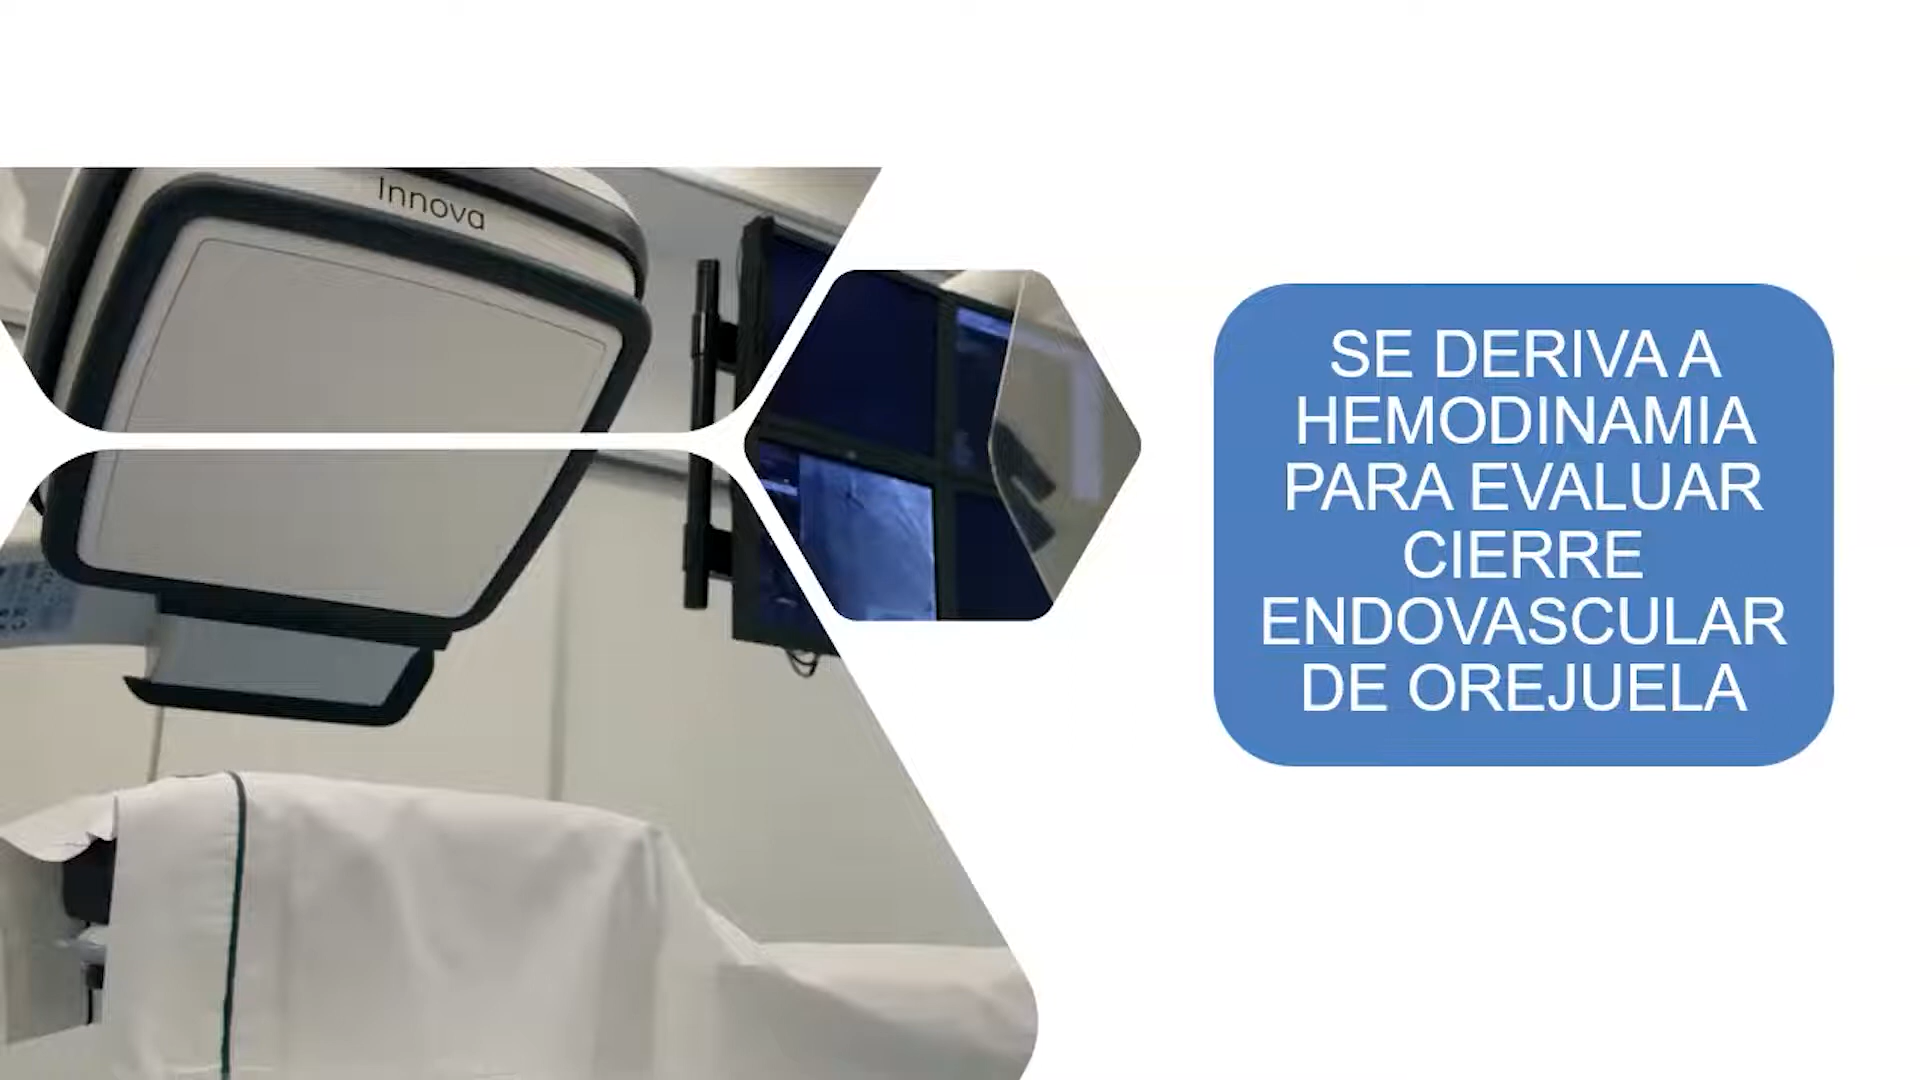 Innova
SE DERIVA A
HEMODINAMIA
PARA EVALUAR
CIERRE
ENDOVASCULAR
DE OREJUELA